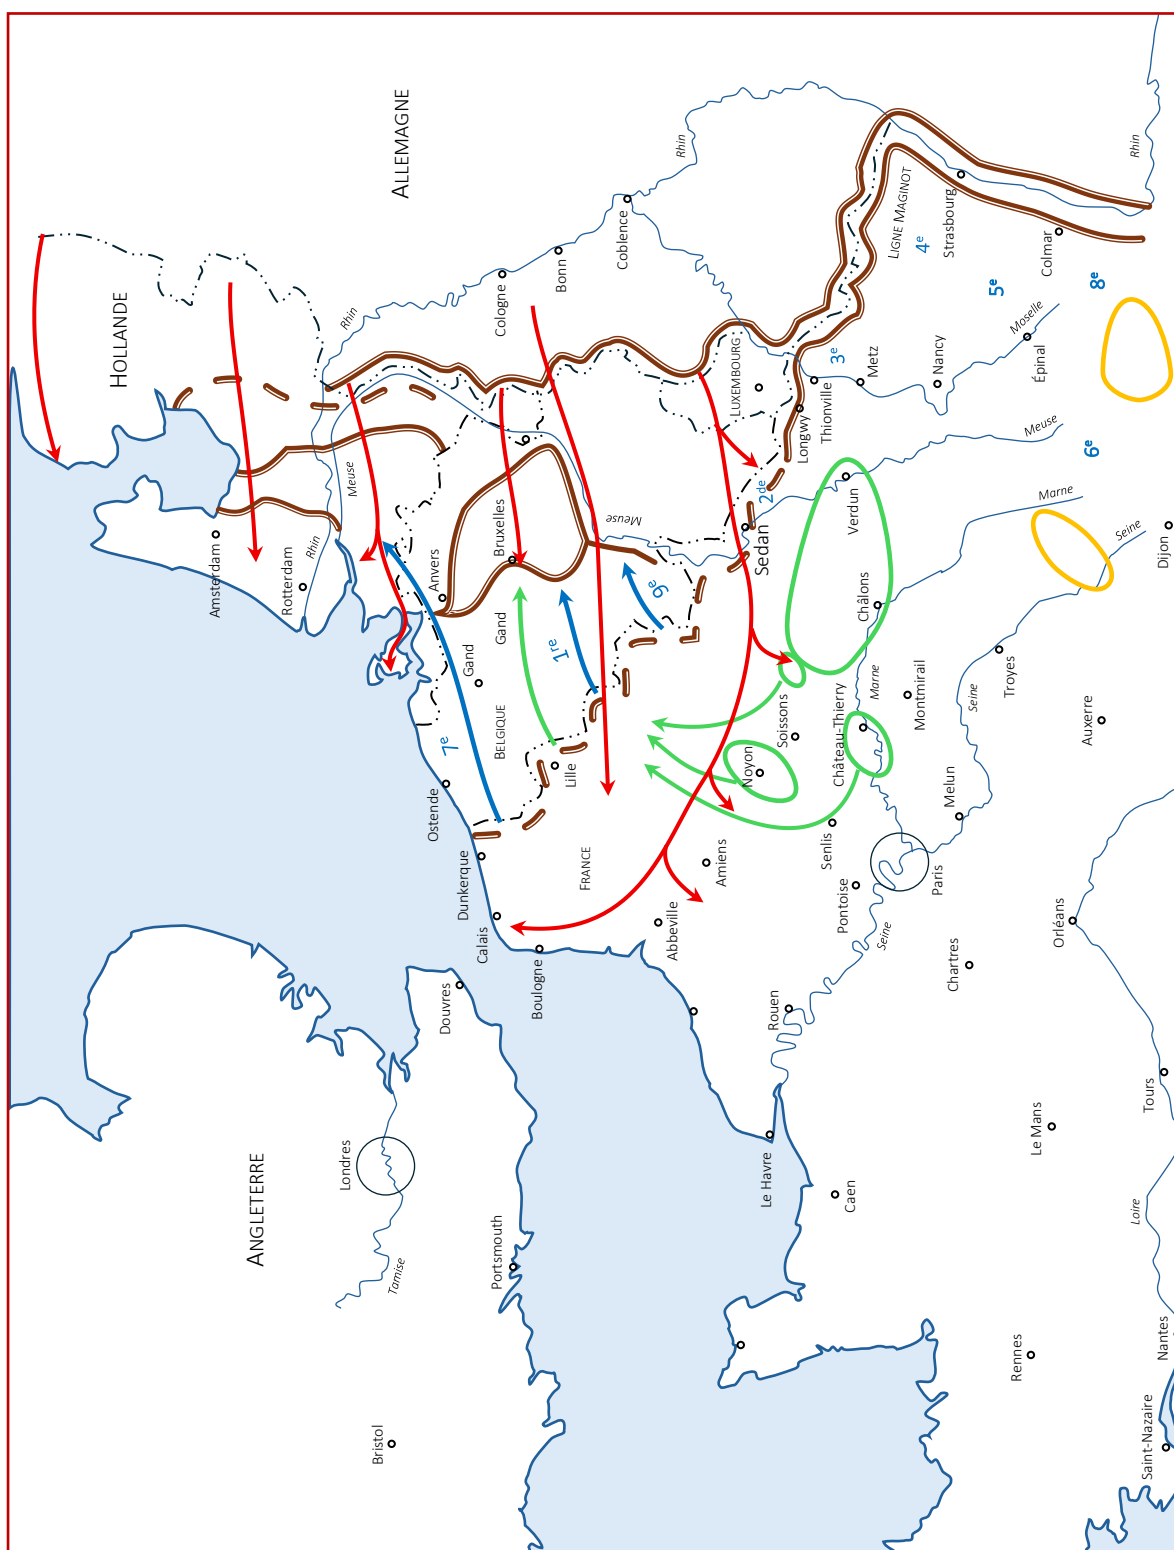 ANGLETERRE
HOLLANDE
ALLEMAGNE
Bristol
Tamise
Londres
Portsmouth
Douvres
Amsterdam
Rotterdam
Rhin
Meuse
Rhin
Anvers
Gand
Gand
Bruxelles
BELGIQUE
7e
1re
9e
Ostende
Dunkerque
Calais
Boulogne
Lille
FRANCE
Abbeville
Amiens
Cologne
Bonn
Coblence
Rhin
Meuse
LUXEMBOURG
Sedan
2de
Longwy
Thionville
3e
Metz
Nancy
LIGNE MAGINOT
4e
Strasbourg
5e
Colmar
8e
Moselle
Épinal
Meuse
6e
Verdun
Marne
Seine
Dijon
Châlons
Marne
Noyon
Soissons
Château-Thierry
Montmirail
Seine
Troyes
Auxerre
Senlis
Melun
Pontoise
Paris
Seine
Rouen
Chartres
Orléans
Le Havre
Caen
Le Mans
Tours
Loire
Rennes
Nantes
Saint-Nazaire
Rhin